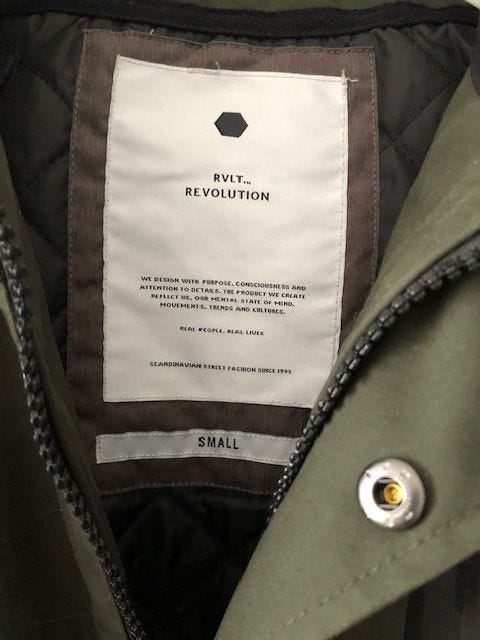 RVLT™
REVOLUTION
WE DESIGN WITH PURPOSE, CONSCIOUSNESS AND
ATTENTION TO DETAILS. THE PRODUCT WE CREATE
REFLECT US, OUR MENTAL STATE OF MIND,
MOVEMENTS, TRENDS AND CULTURES.
REAL PEOPLE. REAL LIVES
SCANDINAVIAN STREET FASHION SINCE 1995
SMALL